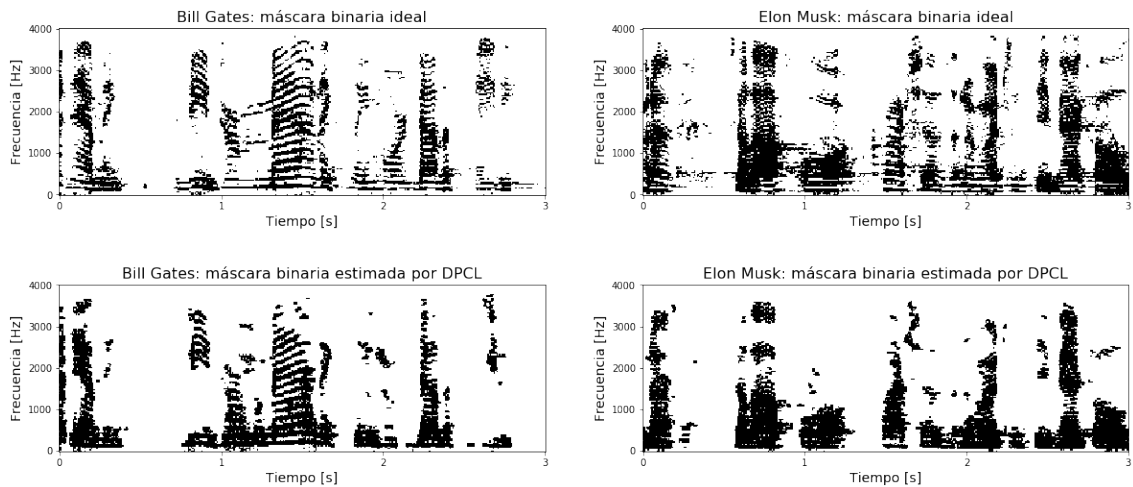 Bill Gates: máscara binaria ideal
4000
3000
2000
1000
0
Frecuencia [Hz]
0 1 2 3
Tiempo [s]
Elon Musk: máscara binaria ideal
4000
3000
2000
1000
0
Frecuencia [Hz]
0 1 2 3
Tiempo [s]
Bill Gates: máscara binaria estimada por DPCL
4000
3000
2000
1000
0
Frecuencia [Hz]
0 1 2 3
Tiempo [s]
Elon Musk: máscara binaria estimada por DPCL
4000
3000
2000
1000
0
Frecuencia [Hz]
0 1 2 3
Tiempo [s]